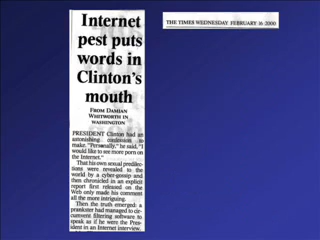 Internet
pest puts
words in
Clinton's
mouth
FROM DAMIAN
WHITWORTH IN
WASHINGTON
PRESIDENT Clinton had an
astonishing confession to
make. "Personally," he said, "I
would like to see more porn on
the Internet."
That his own sexual predilec-
tions were revealed to the
world by a cyber-gossip and
then chronicled in an explicit
report first released on the
Web only made his comment
all the more intriguing.
Then the truth emerged: a
prankster had managed to cir-
cumvent filtering software to
speak as if he were the Pres-
ident in an Internet interview.
THE TIMES WEDNESDAY FEBRUARY 16 2000